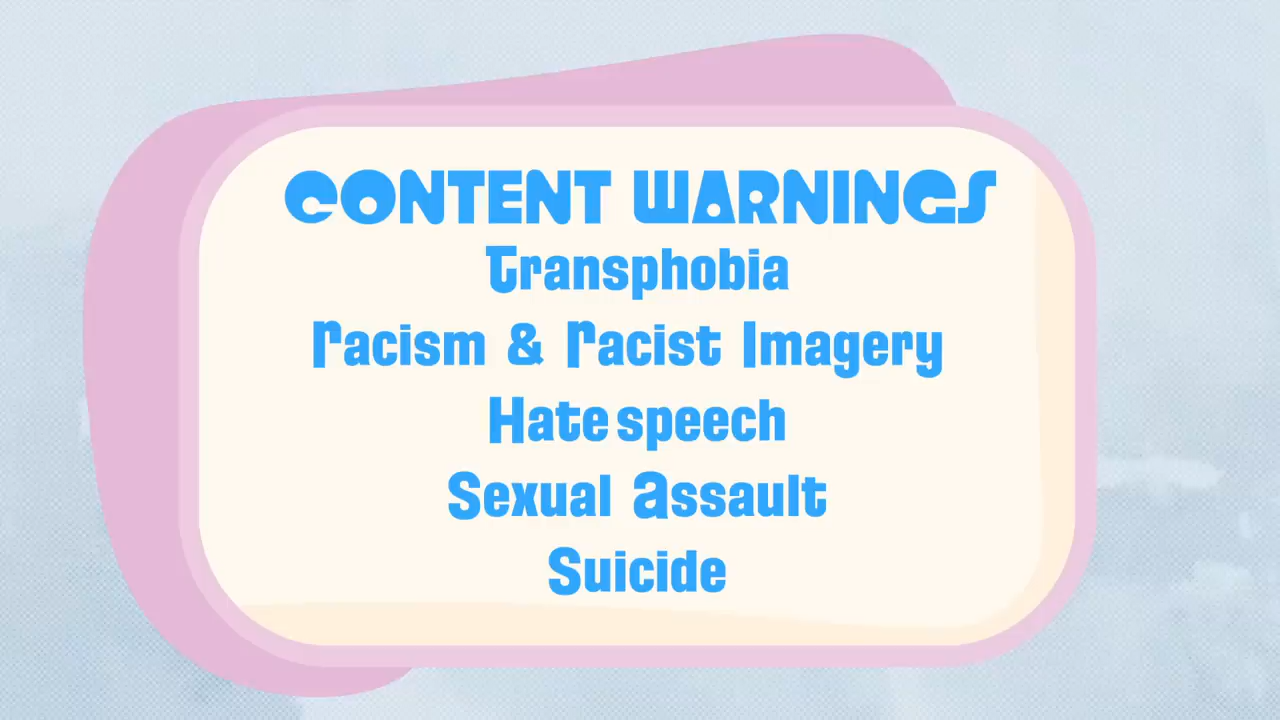 CONTENT WARNINGS
Transphobia
Racism & Racist Imagery
Hate speech
Sexual Assault
Suicide